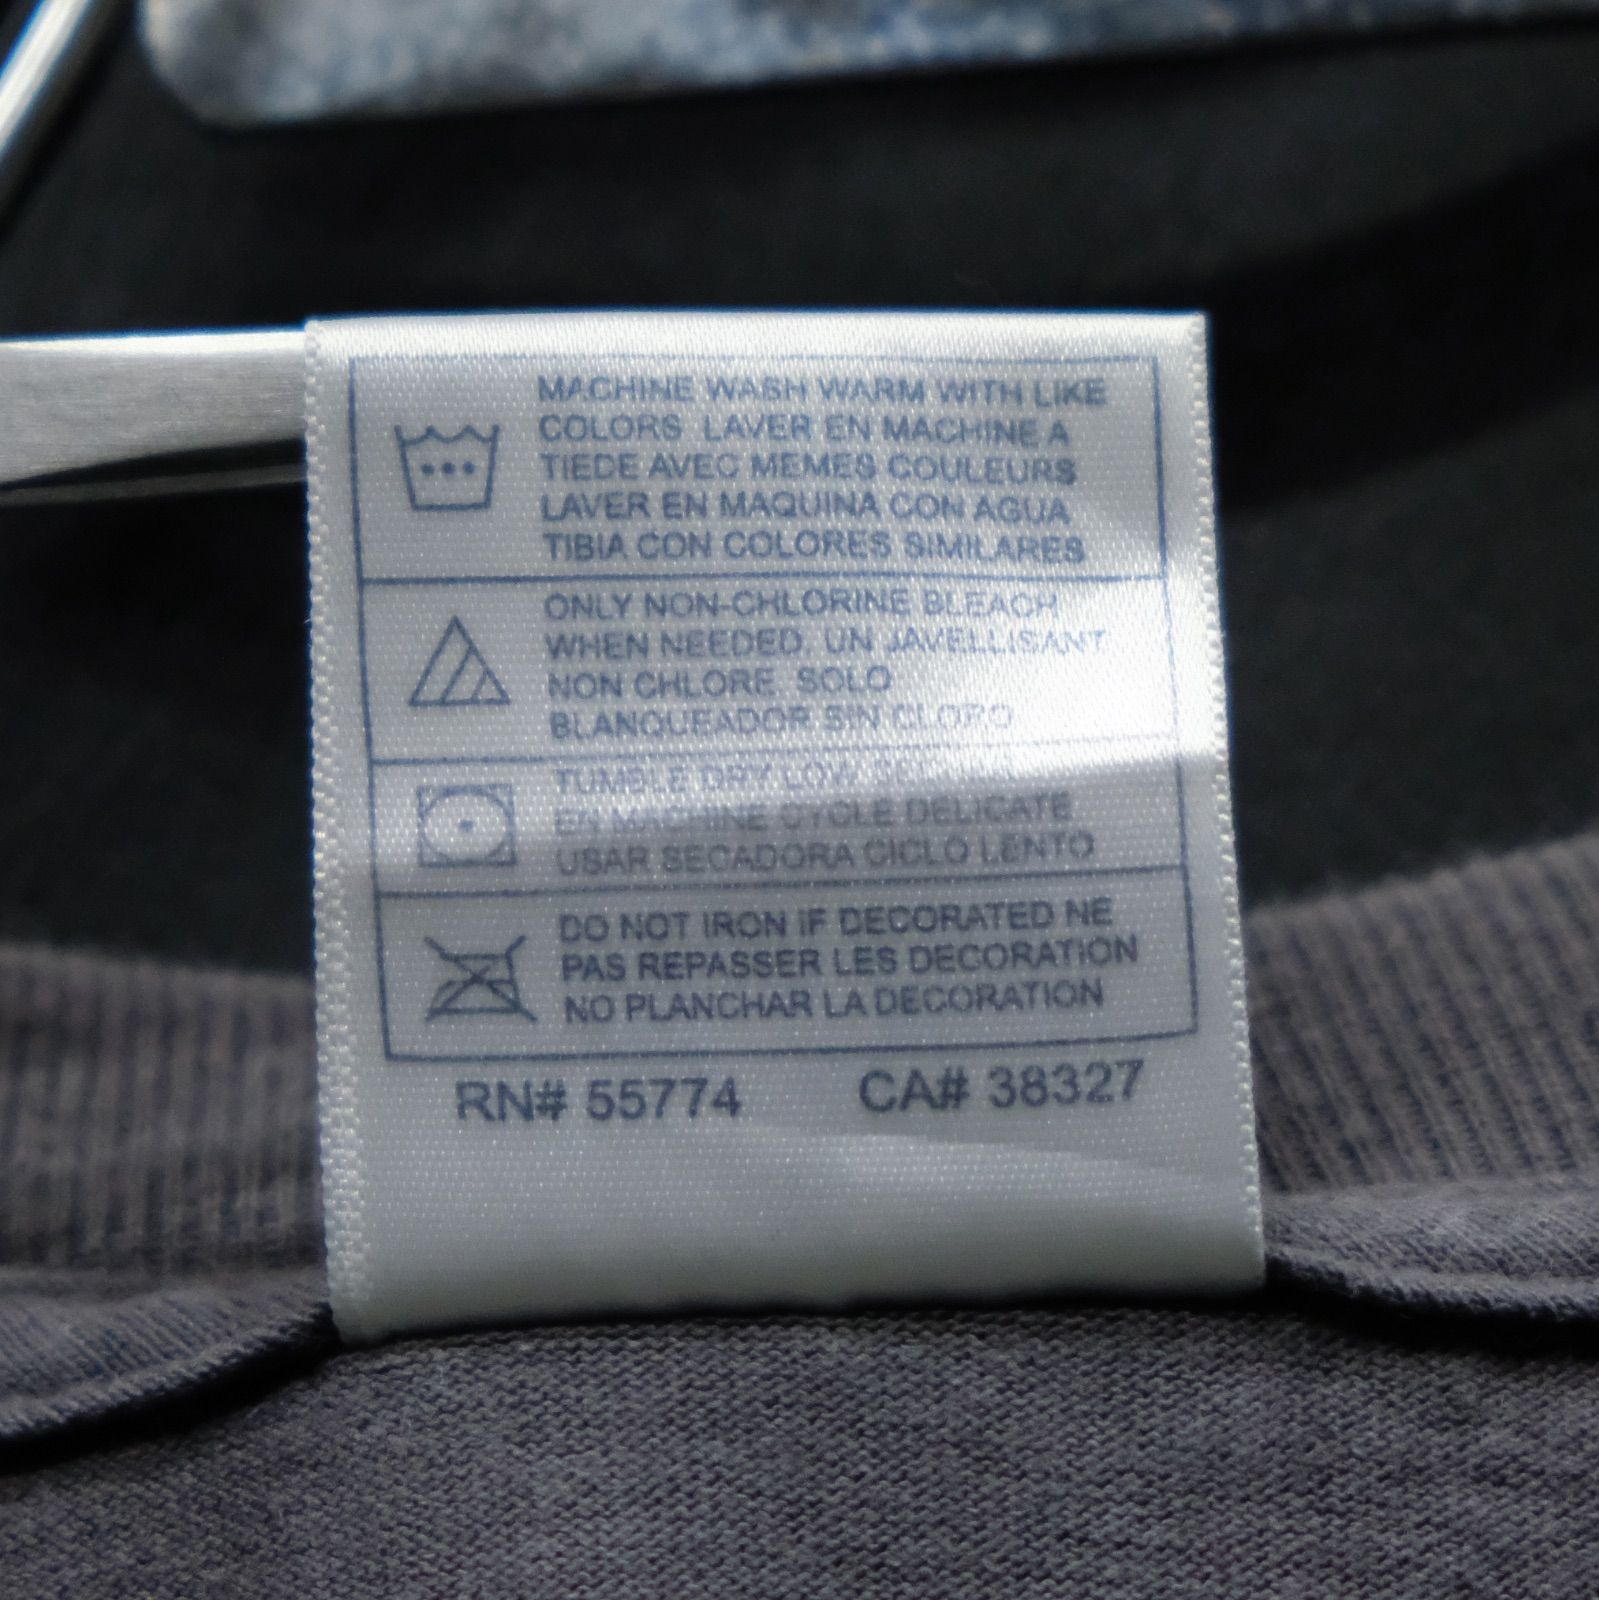 MACHINE WASH WARM WITH LIKE
COLORS LAVER EN MACHINE A
TIEDE AVEC MEMES COULEURS
LAVER EN MAQUINA CON AGUA
TIBIA CON COLORES SIMILARES
ONLY NON-CHLORINE BLEACH
WHEN NEEDED. UN JAVELLISANT
NON CHLORE. SOLO
BLANQUEADOR SIN CLORO
TUMBLE DRY LOW
EN MACHINE CYCLE DELICATE
USAR SECADORA CICLO LENTO
DO NOT IRON IF DECORATED NE
PAS REPASSER LES DECORATION
NO PLANCHAR LA DECORATION
RN# 55774 CA# 38327